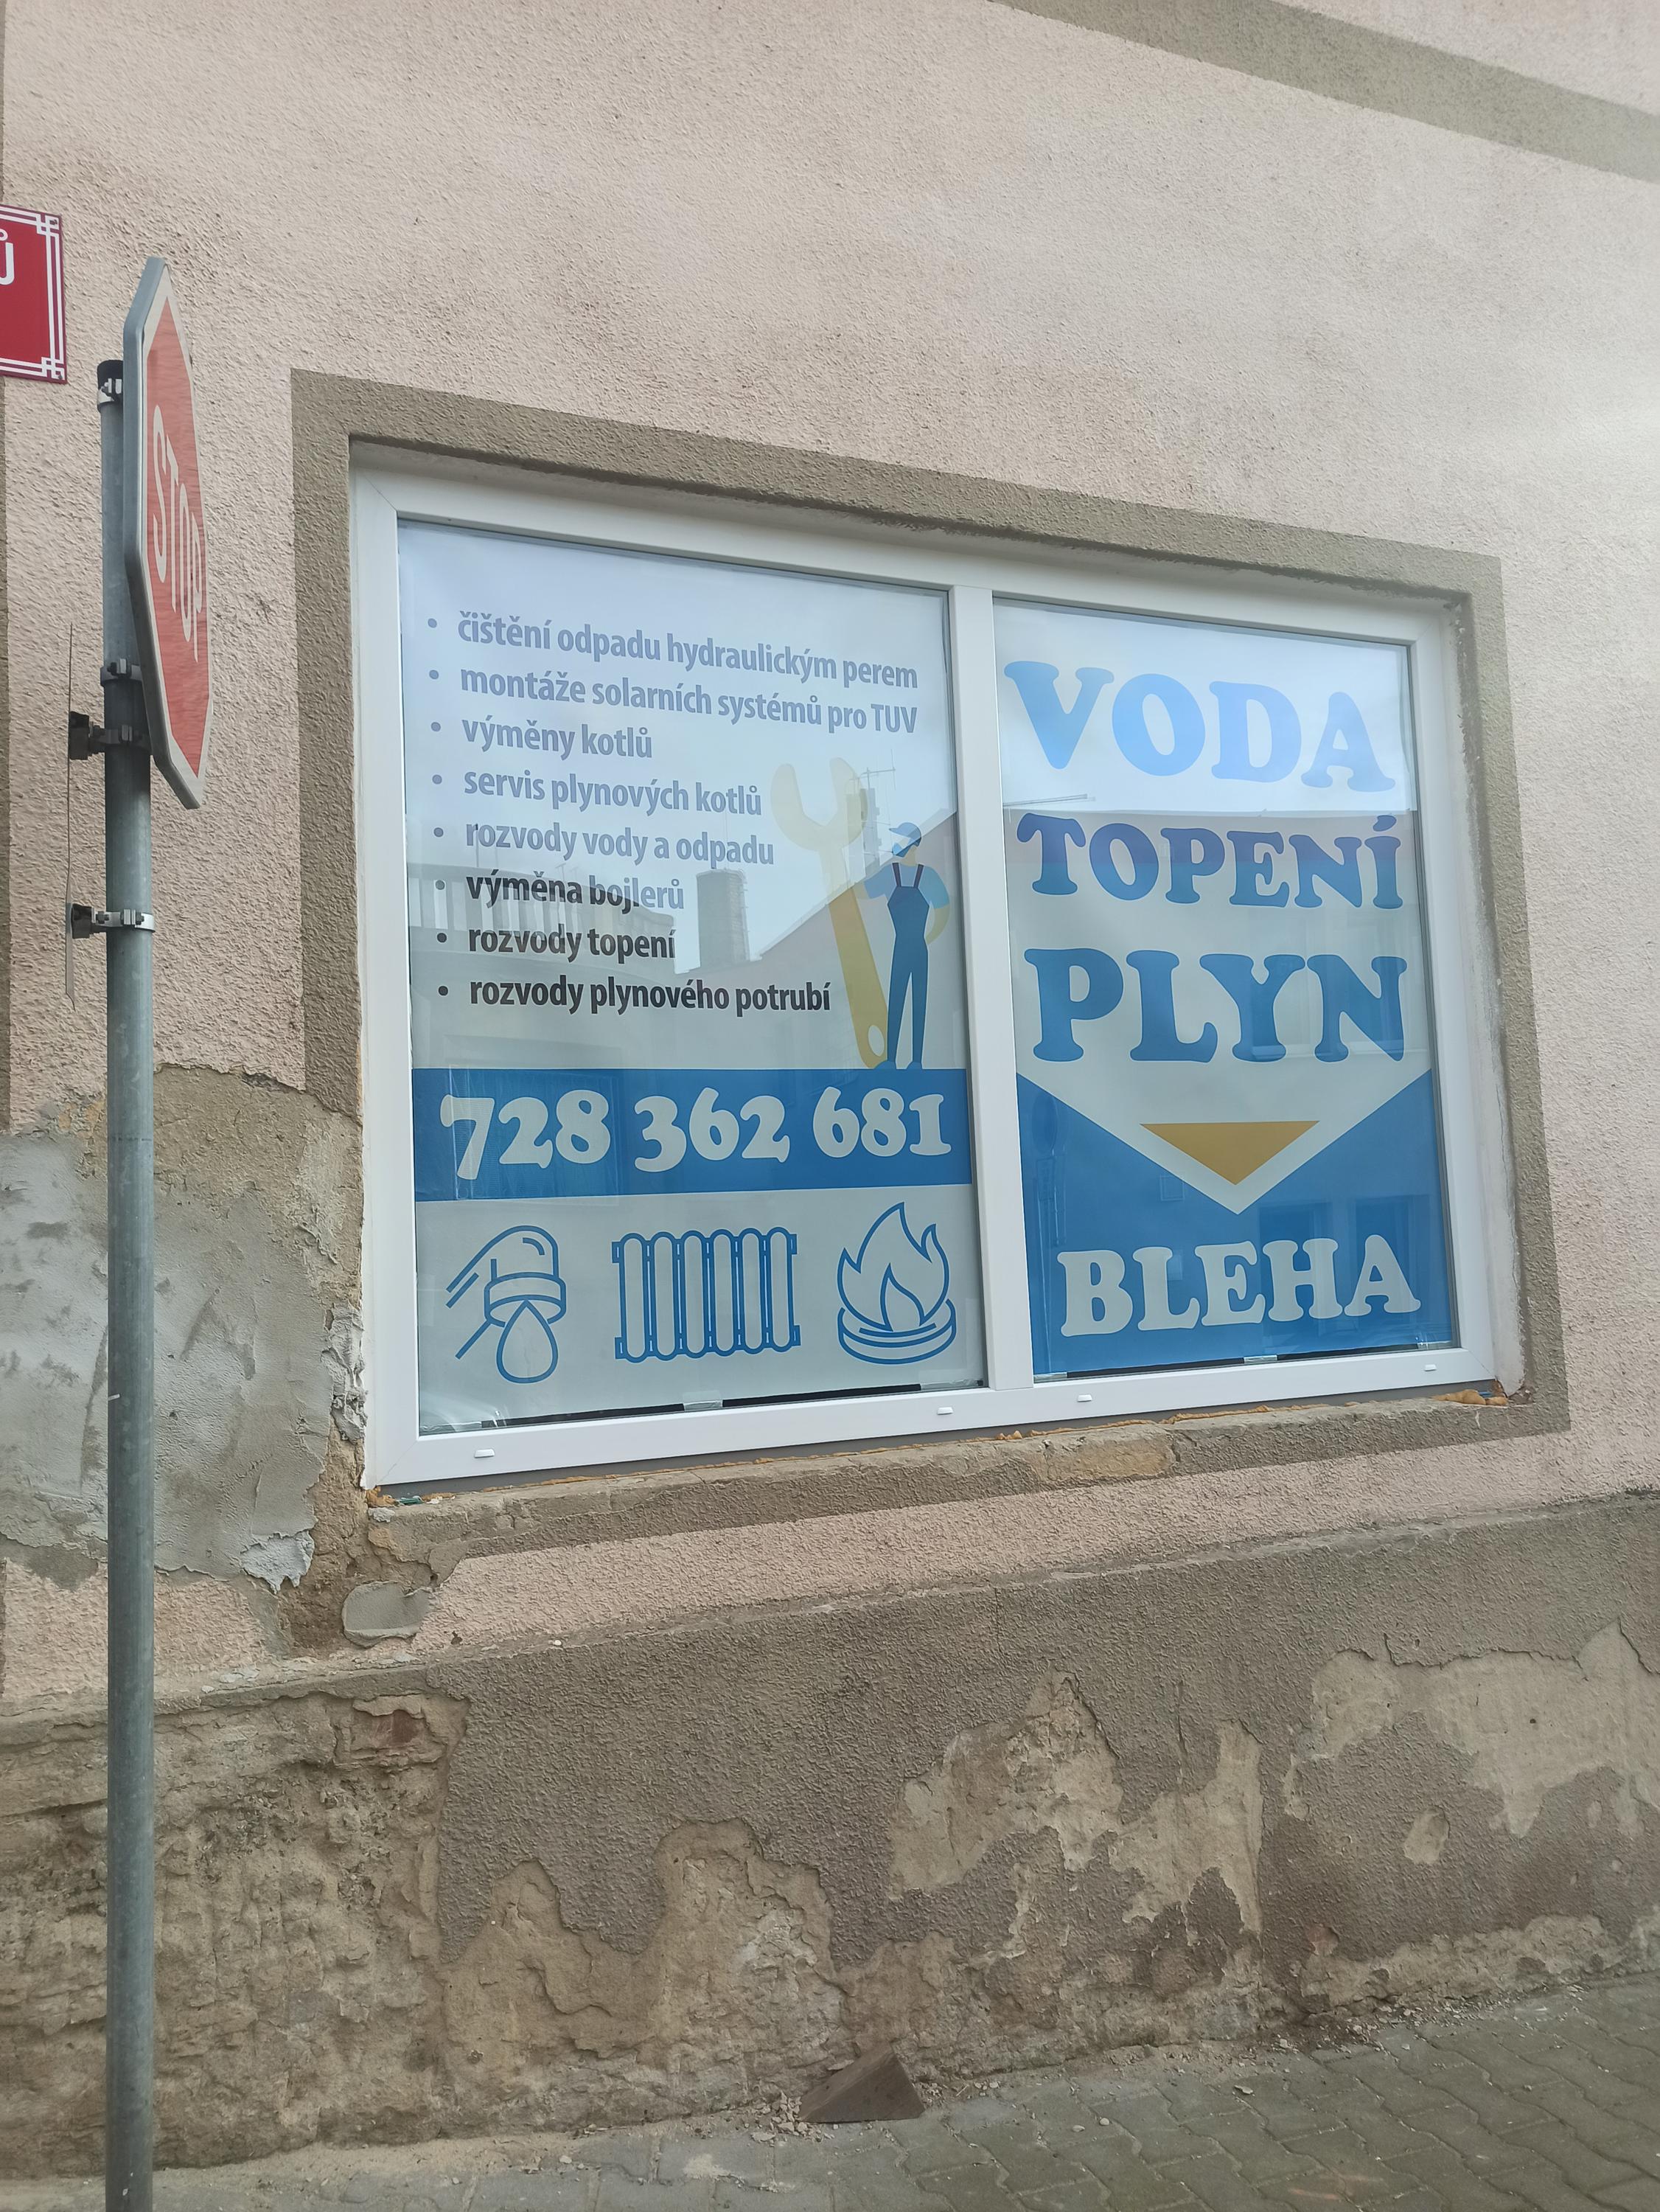 Ů
STOP
• čištění odpadu hydraulickým perem
• montáže solarních systémů pro TUV
• výměny kotlů
• servis plynových kotlů
• rozvody vody a odpadu
• výměna bojlerů
• rozvody topení
• rozvody plynového potrubí
728 362 681
VODA
TOPENÍ
PLYN
BLEHA